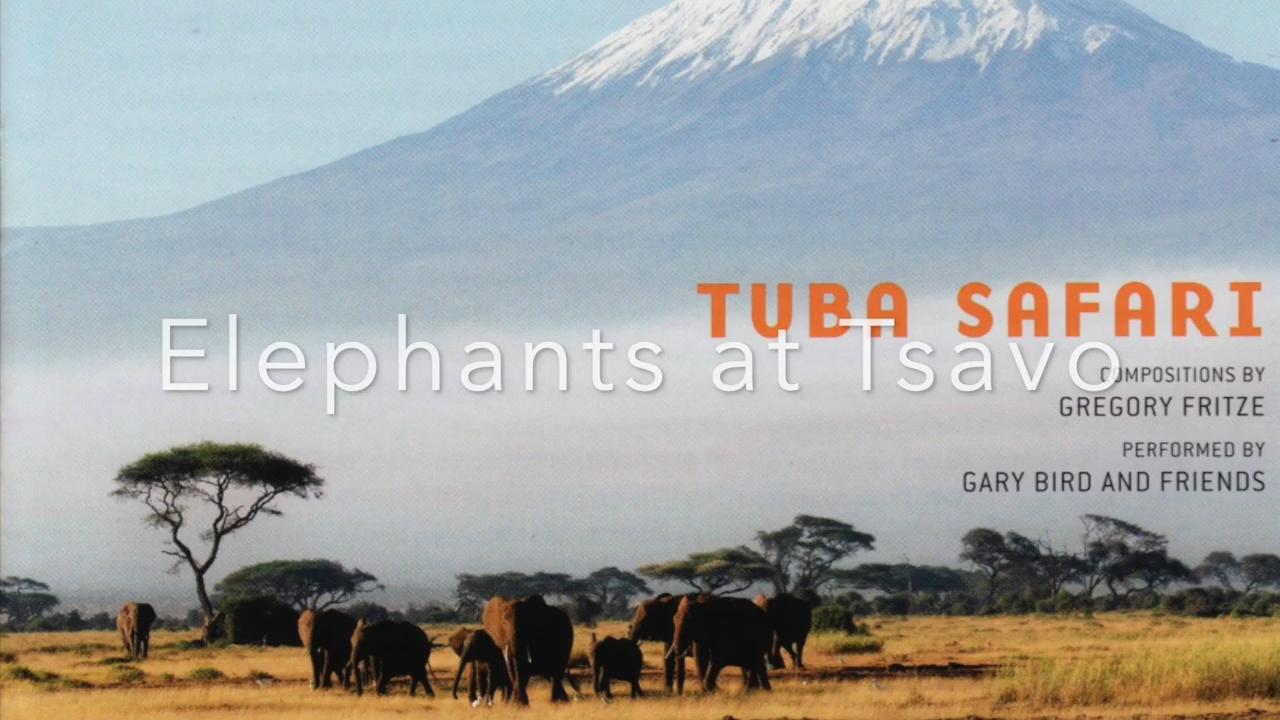 TUBA SAFARI
Elephants at Tsavo
COMPOSITIONS BY
GREGORY FRITZE
PERFORMED BY
GARY BIRD AND FRIENDS